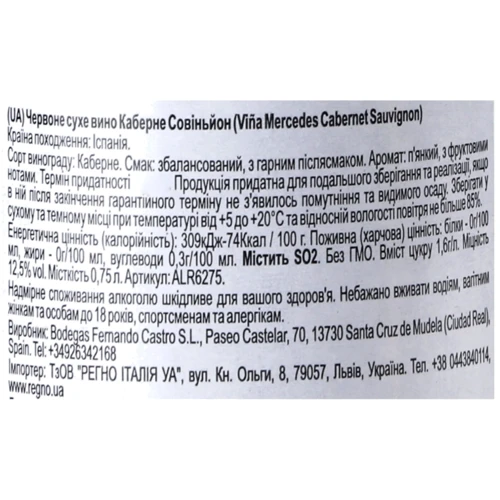 (UA) Червоне сухе вино Каберне Совіньйон (Viña Mercedes Cabernet Sauvignon)
Країна походження: Іспанія.
Сорт винограду: Каберне. Смак: збалансований, з гарним післясмаком. Аромат: п'янкий, з фруктовими
нотами. Термін придатності Продукція придатна для подальшого зберігання та реалізації, якщо
в ній після закінчення гарантійного терміну не з'явилось помутніння та видимого осаду. Зберігати у
сухому та темному місці при температурі від +5 до +20°С та відносній вологості повітря не більше 85%.
Енергетична цінність (калорійність): 309кДж-74Ккал / 100 г. Поживна (харчова) цінність: білки - 0г/100
мл, жири - 0г/100 мл, вуглеводи 0,3г/100 мл. Містить SO2. Без ГМО. Вміст цукру 1,6г/л. Міцність
12,5% vol. Місткість 0,75 л. Артикул: ALR6275.
Надмірне споживання алкоголю шкідливе для вашого здоров'я. Небажано вживати водіям, вагітним
жінкам та особам до 18 років, спортсменам та алергікам.
Виробник: Bodegas Fernando Castro S.L., Paseo Castelar, 70, 13730 Santa Cruz de Mudela (Ciudad Real),
Spain. Tel: +34926342168
Імпортер: ТзОВ "РЕГНО ІТАЛІЯ УА", вул. Кн. Ольги, 8, 79057, Львів, Україна. Тел. +38 0443840114,
www.regno.ua